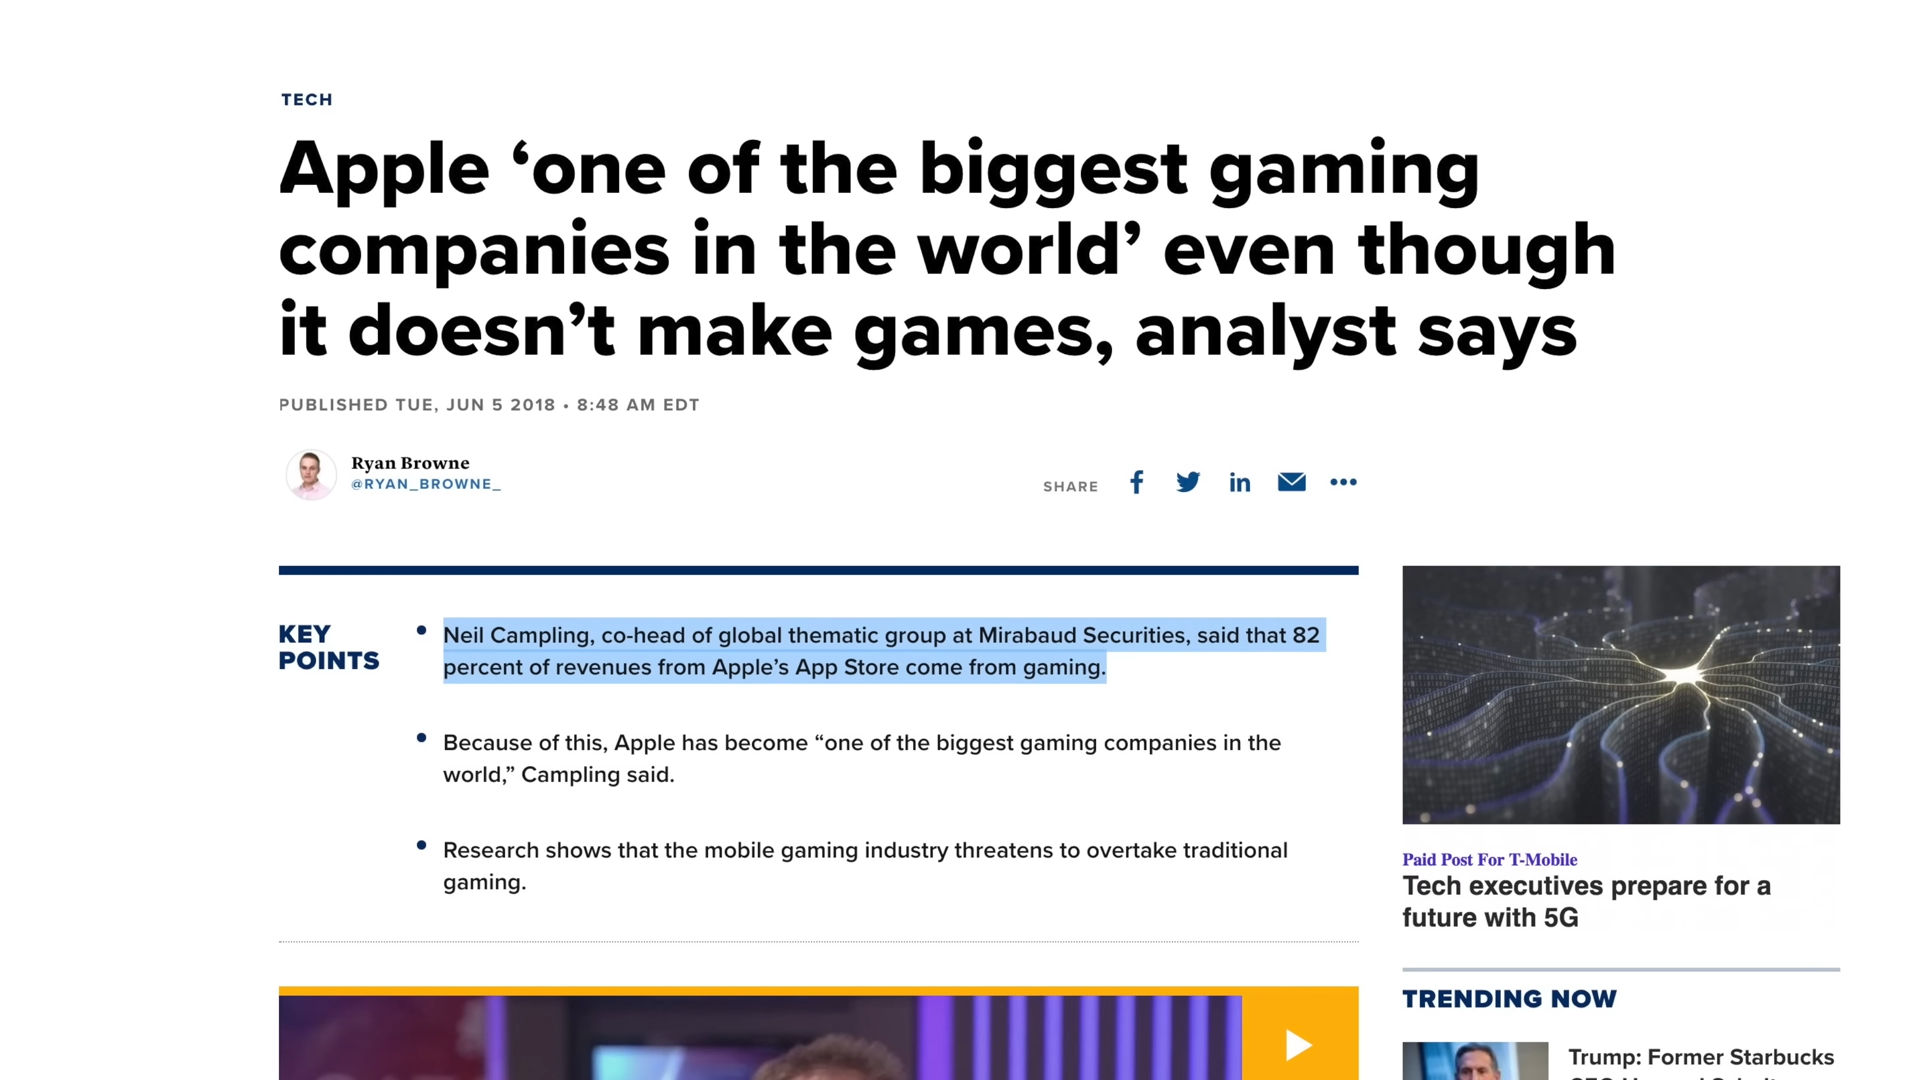 TECH
Apple ‘one of the biggest gaming
companies in the world’ even though
it doesn’t make games, analyst says
PUBLISHED TUE, JUN 5 2018 • 8:48 AM EDT
Ryan Browne
@RYAN_BROWNE_
SHARE
KEY
POINTS
• Neil Campling, co-head of global thematic group at Mirabaud Securities, said that 82
percent of revenues from Apple’s App Store come from gaming.
• Because of this, Apple has become “one of the biggest gaming companies in the
world,” Campling said.
• Research shows that the mobile gaming industry threatens to overtake traditional
gaming.
Paid Post For T-Mobile
Tech executives prepare for a
future with 5G
TRENDING NOW
Trump: Former Starbucks